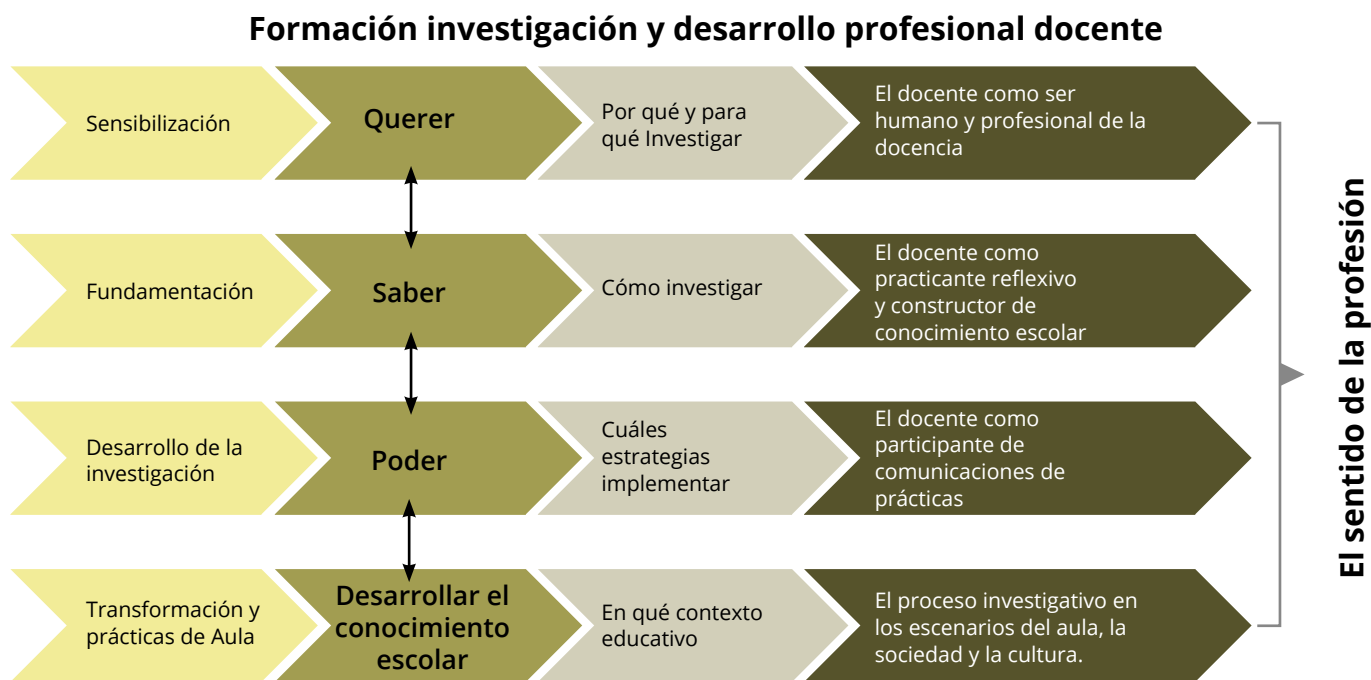 Formación investigación y desarrollo profesional docente
Sensibilización
Querer
Por qué y para
qué Investigar
El docente como ser
humano y profesional de la
docencia
Fundamentación
Saber
Cómo investigar
El docente como
practicante reflexivo
y constructor de
conocimiento escolar
Desarrollo de la
investigación
Poder
Cuáles
estrategias
implementar
El docente como
participante de
comunicaciones de
prácticas
Transformación y
prácticas de Aula
Desarrollar el
conocimiento
escolar
En qué contexto
educativo
El proceso investigativo en
los escenarios del aula, la
sociedad y la cultura.
El sentido de la profesión